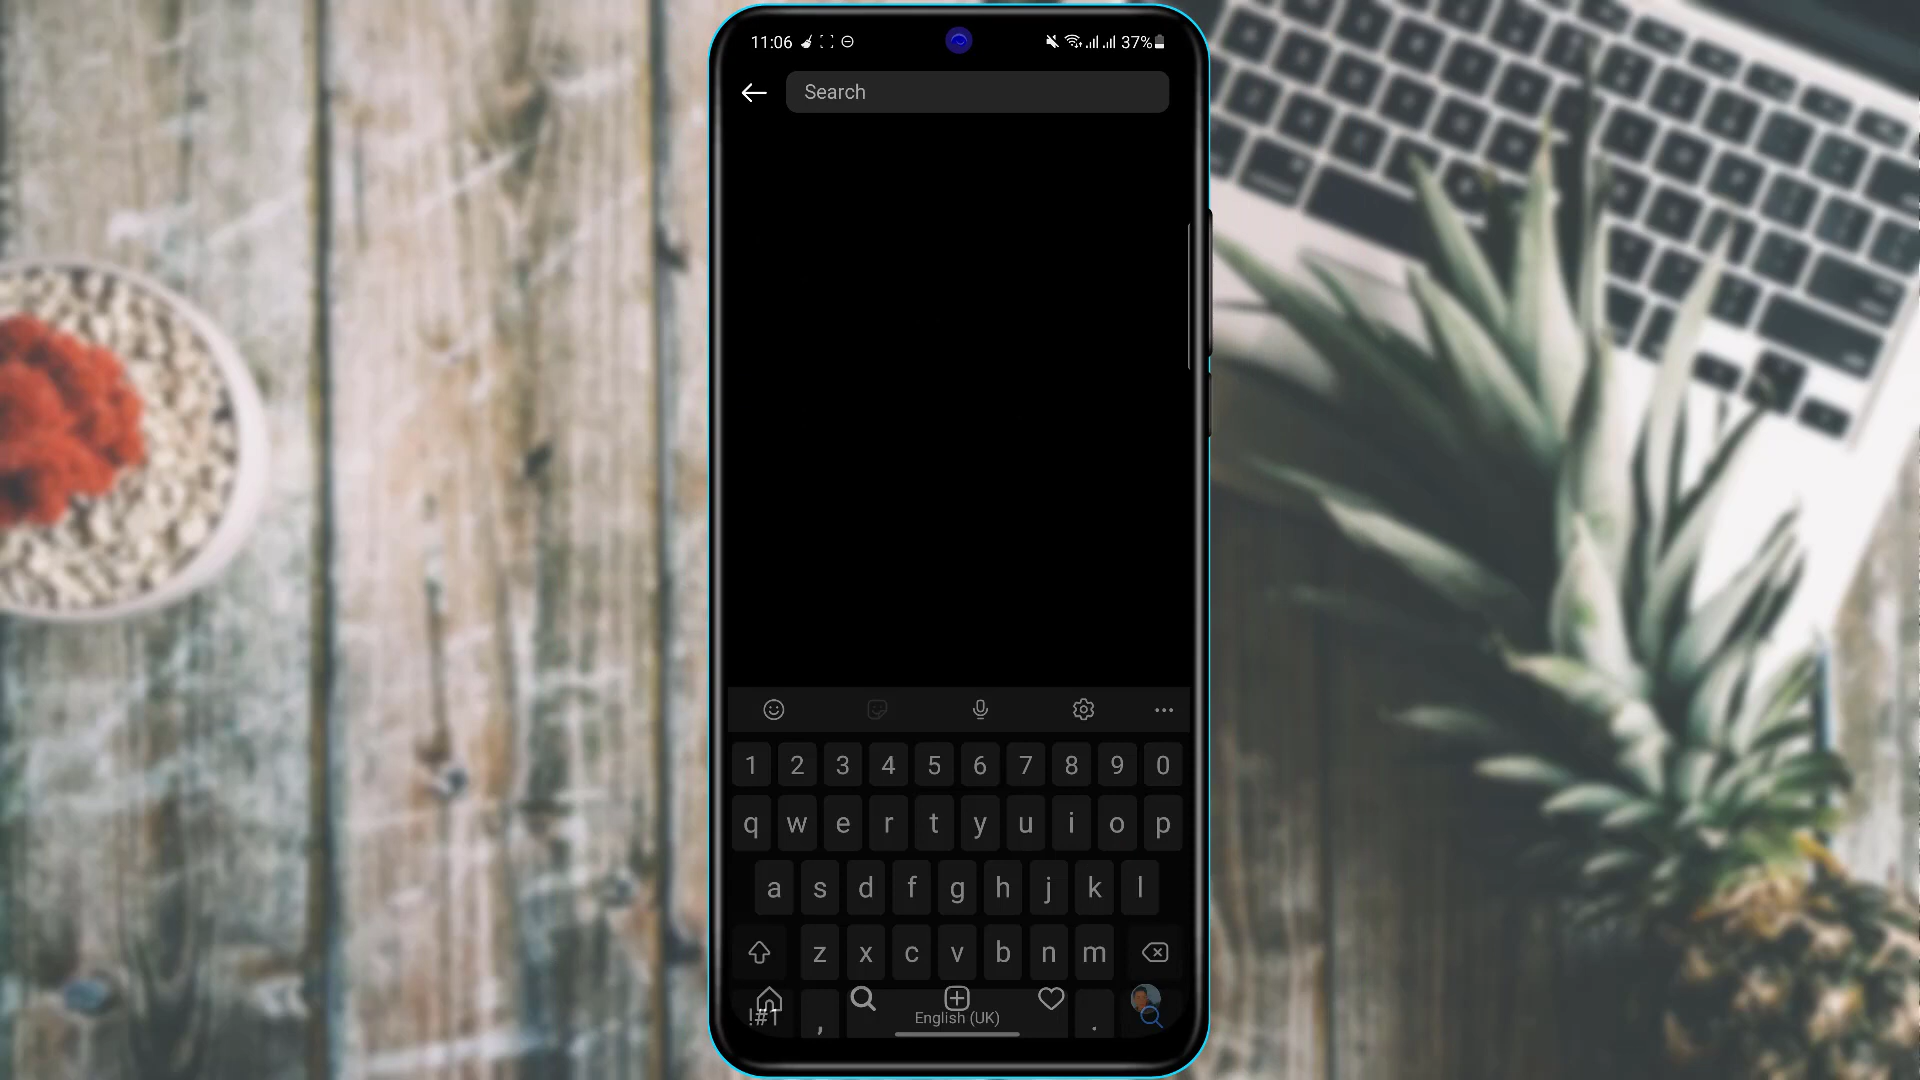 11:06 37%
Search
1 2 3 4 5 6 7 8 9 0
q w e r t y u i o p
a s d f g h j k l
z x c v b n m
!#1 , English (UK) .